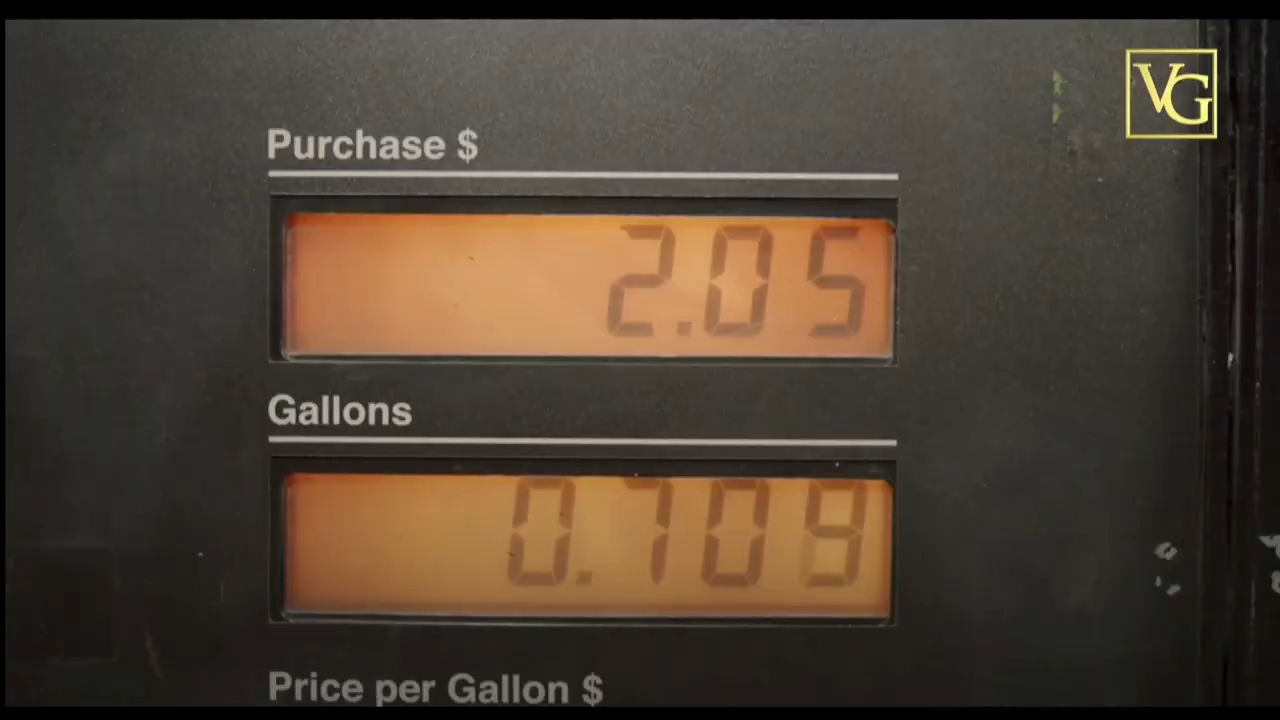 VG
Purchase $
2.05
Gallons
0.709
Price per Gallon $